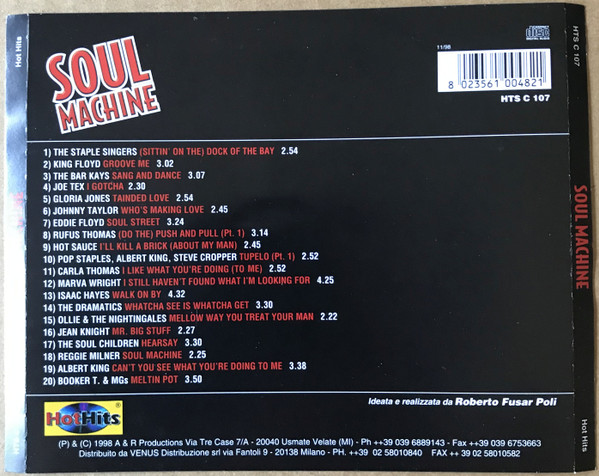 Hot Hits
SOUL
MACHINE
COMPACT
disc
DIGITAL AUDIO
11/98
8 023561 004821
HTS C 107
HTS C 107
1) THE STAPLE SINGERS (SITTIN' ON THE) DOCK OF THE BAY 2.54
2) KING FLOYD GROOVE ME 3.02
3) THE BAR KAYS SANG AND DANCE 3.07
4) JOE TEX I GOTCHA 2.30
5) GLORIA JONES TAINDED LOVE 2.54
6) JOHNNY TAYLOR WHO'S MAKING LOVE 2.45
7) EDDIE FLOYD SOUL STREET 3.24
8) RUFUS THOMAS (DO THE) PUSH AND PULL (Pt. 1) 3.14
9) HOT SAUCE I'LL KILL A BRICK (ABOUT MY MAN) 2.45
10) POP STAPLES, ALBERT KING, STEVE CROPPER TUPELO (Pt. 1) 2.52
11) CARLA THOMAS I LIKE WHAT YOU'RE DOING (TO ME) 2.52
12) MARVA WRIGHT I STILL HAVEN'T FOUND WHAT I'M LOOKING FOR 4.25
13) ISAAC HAYES WALK ON BY 4.32
14) THE DRAMATICS WHATCHA SEE IS WHATCHA GET 3.30
15) OLLIE & THE NIGHTINGALES MELLOW WAY YOU TREAT YOUR MAN 2.22
16) JEAN KNIGHT MR. BIG STUFF 2.27
17) THE SOUL CHILDREN HEARSAY 3.30
18) REGGIE MILNER SOUL MACHINE 2.25
19) ALBERT KING CAN'T YOU SEE WHAT YOU'RE DOING TO ME 3.38
20) BOOKER T. & MGs MELTIN POT 3.50
SOUL MACHINE
HotHits ®
Ideata e realizzata da Roberto Fusar Poli
Hot Hits
(P) & (C) 1998 A & R Productions Via Tre Case 7/A - 20040 Usmate Velate (MI) - Ph ++39 039 6889143 - Fax ++39 039 6753663
Distribuito da VENUS Distribuzione srl via Fantoli 9 - 20138 Milano - PH. ++39 02 58010840 Fax ++ 39 02 58010582